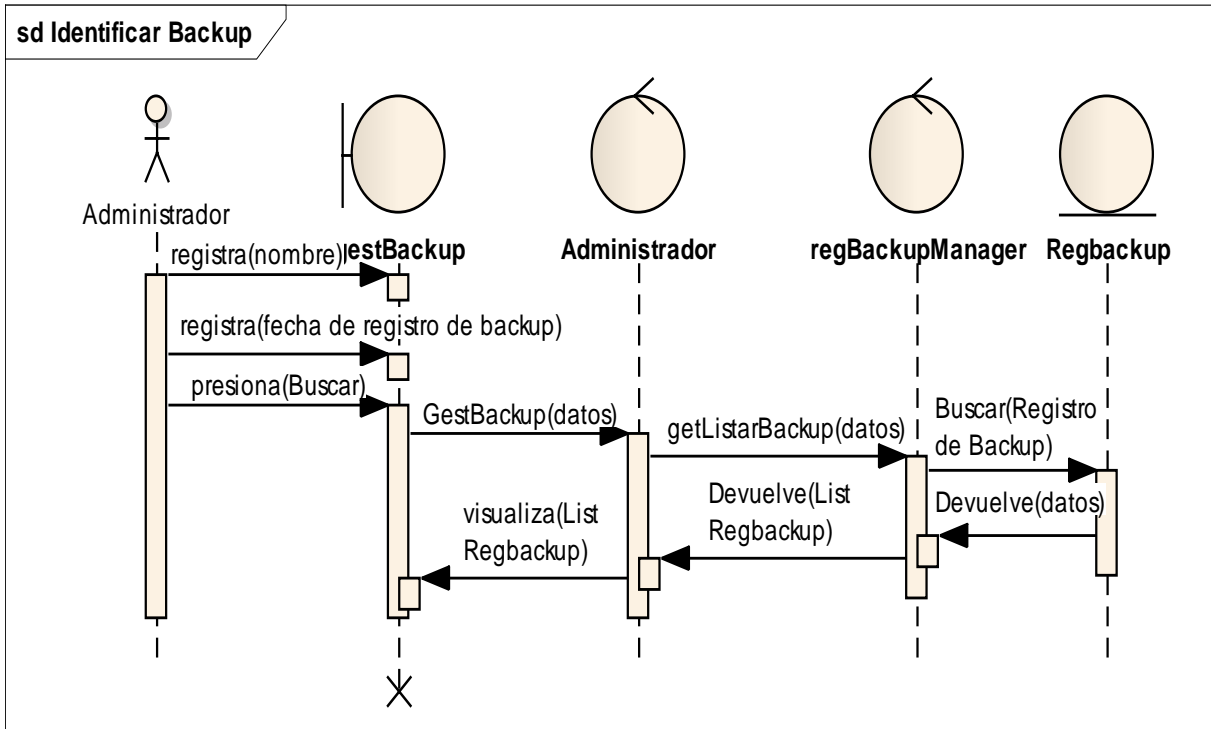 sd Identificar Backup
Administrador
estBackup
Administrador
regBackupManager
Regbackup
registra(nombre)
registra(fecha de registro de backup)
presiona(Buscar)
GestBackup(datos)
getListarBackup(datos)
Buscar(Registro
de Backup)
Devuelve(datos)
Devuelve(List
Regbackup)
visualiza(List
Regbackup)